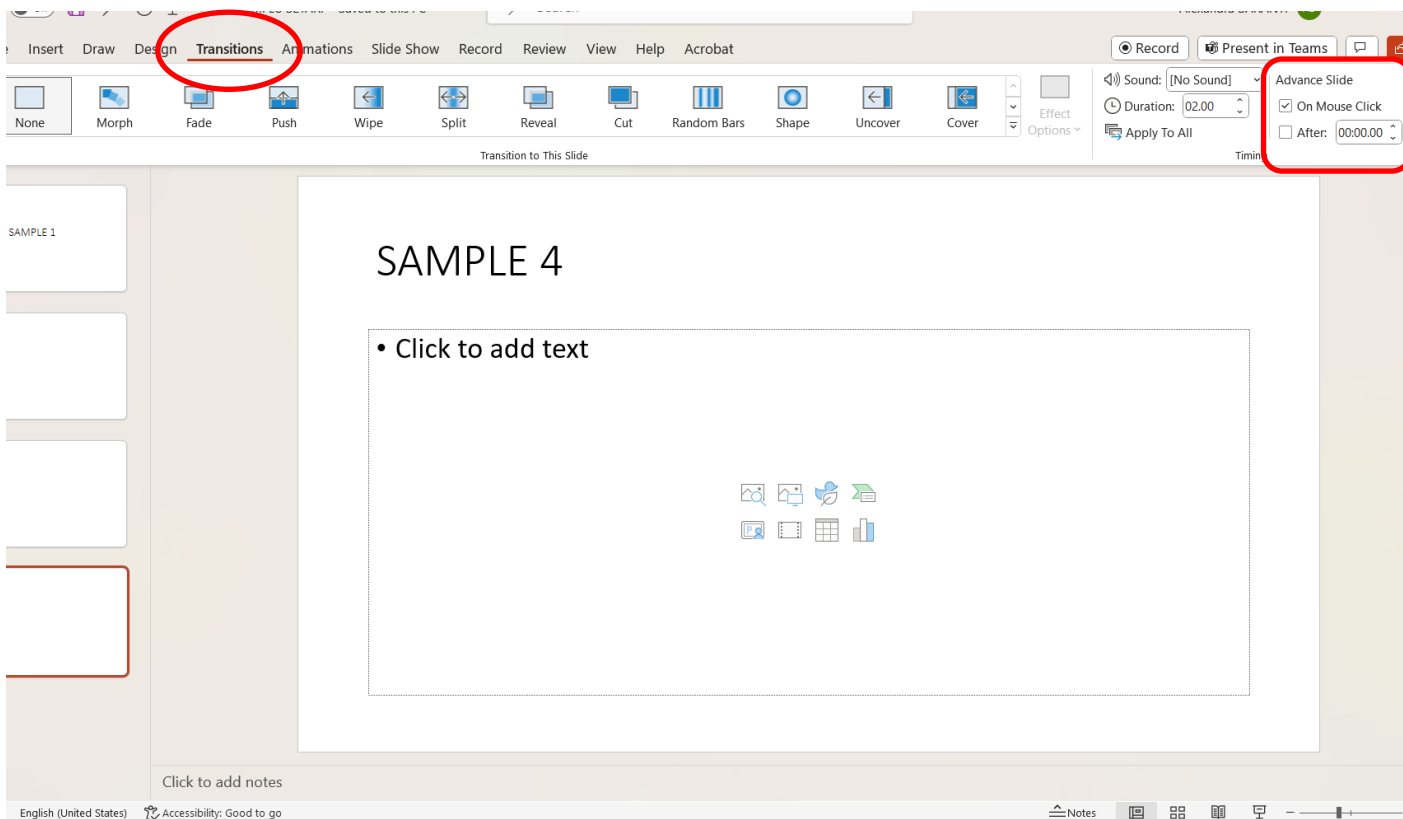 Insert Draw Design Transitions Animations Slide Show Record Review View Help Acrobat
Record Present in Teams
None Morph Fade Push Wipe Split Reveal Cut Random Bars Shape Uncover Cover
Effect Options
Transition to This Slide
Sound: [No Sound]
Duration: 02.00
Apply To All
Advance Slide
On Mouse Click
After: 00:00.00
Timing
SAMPLE 1
SAMPLE 4
• Click to add text
Click to add notes
English (United States) Accessibility: Good to go Notes